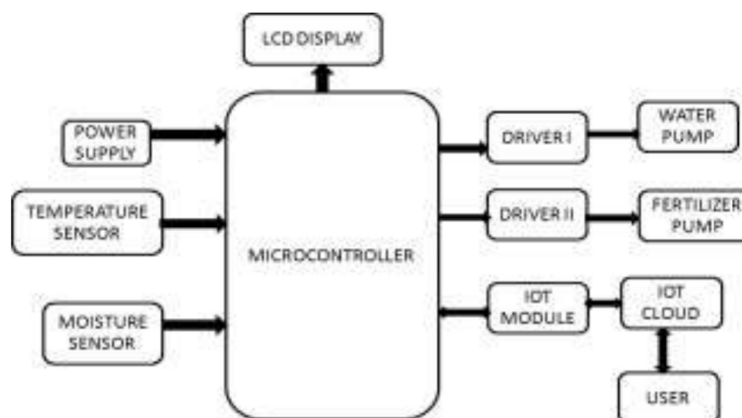 LCD DISPLAY
POWER
SUPPLY
TEMPERATURE
SENSOR
MOISTURE
SENSOR
MICROCONTROLLER
DRIVER I
WATER
PUMP
DRIVER II
FERTILIZER
PUMP
IOT
MODULE
IOT
CLOUD
USER